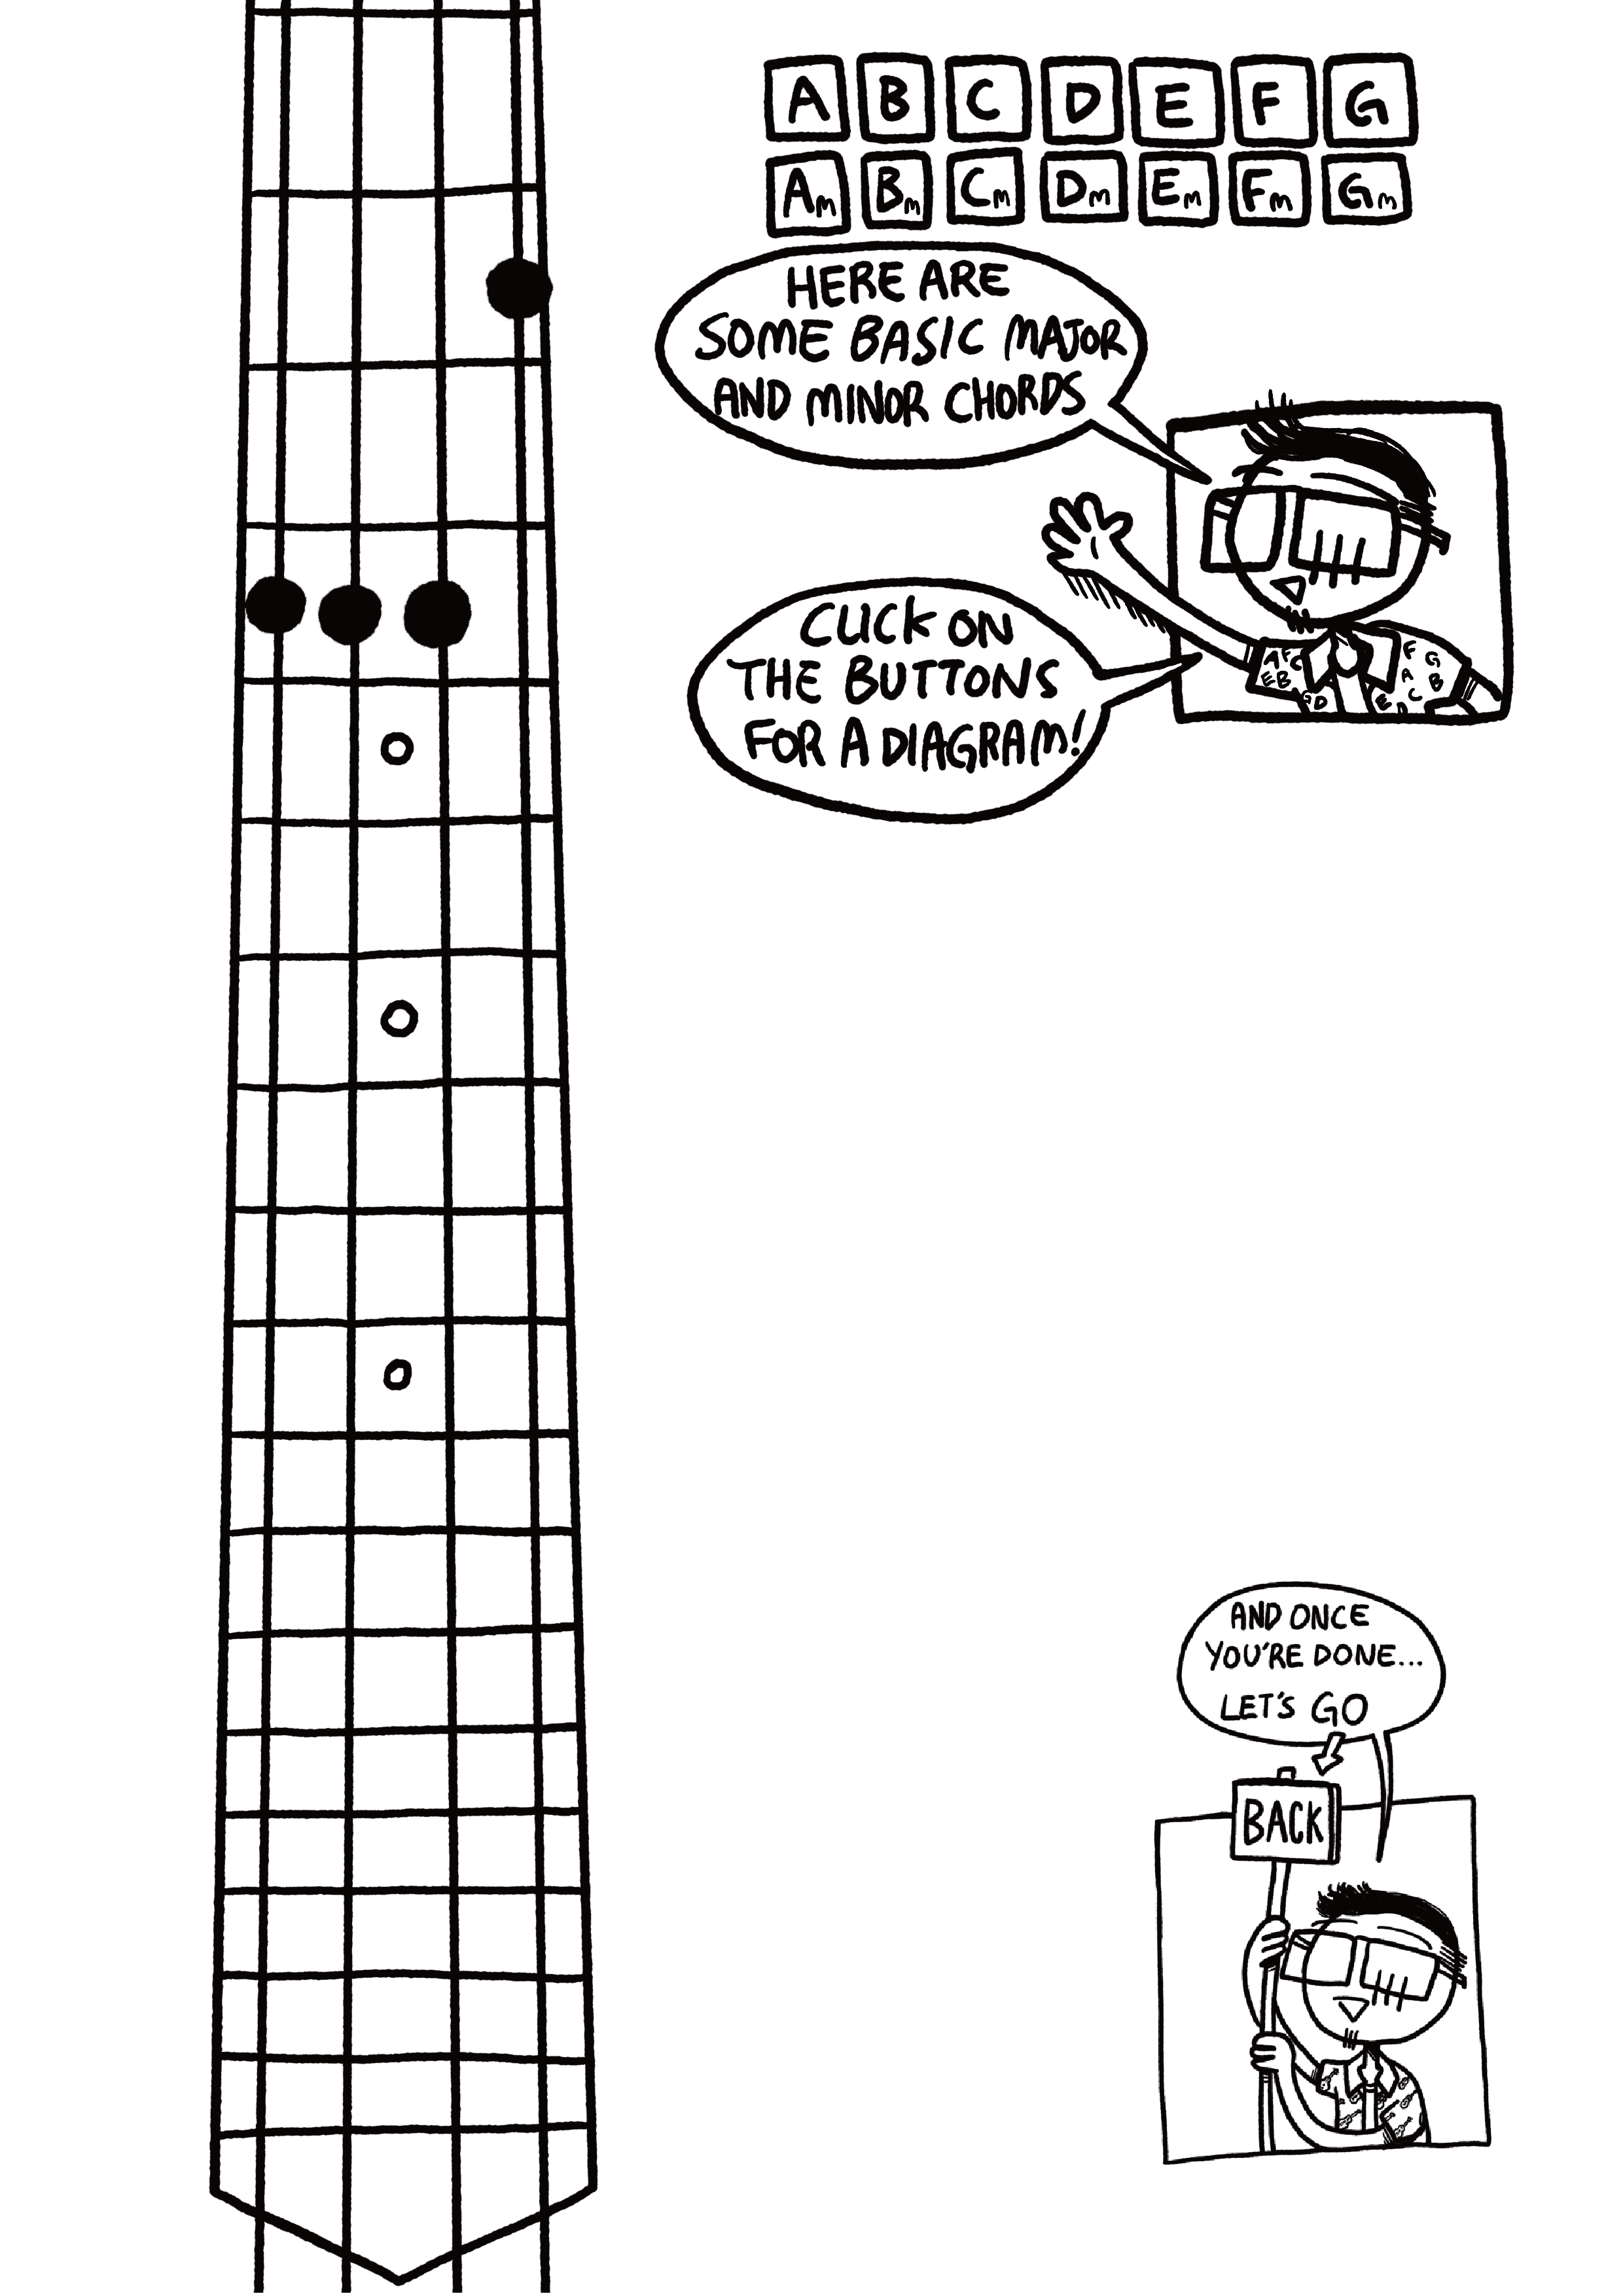 A B C D E F G
Am Bm Cm Dm Em Fm Gm
HERE ARE
SOME BASIC MAJOR
AND MINOR CHORDS
CLICK ON
THE BUTTONS
FOR A DIAGRAM!
A F C
E B
G D
F G
A B
C
E D
AND ONCE
YOU'RE DONE...
LET'S GO
BACK